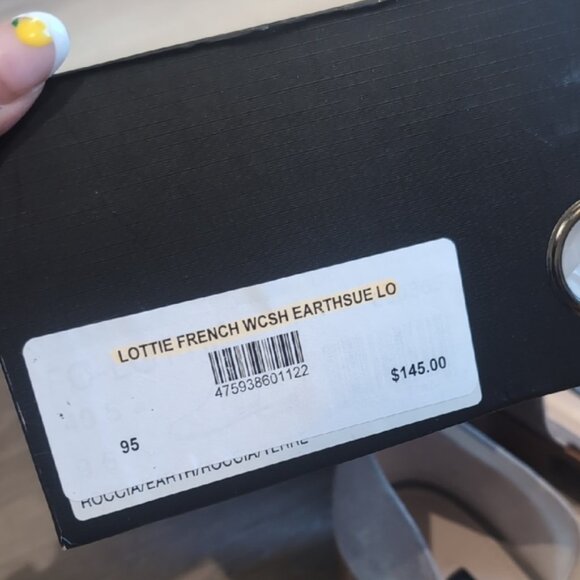 LOTTIE FRENCH WCSH EARTHSUE LO
475938601122
$145.00
95
ROCCIA/EARTH/ROCCIA/TERRE